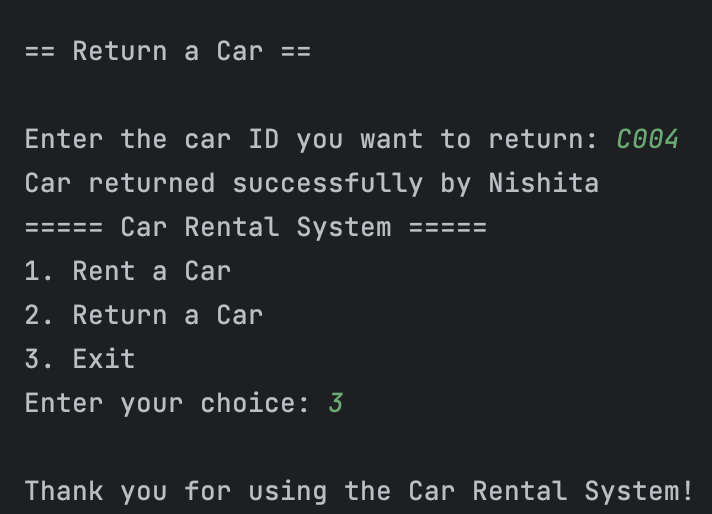 == Return a Car ==
Enter the car ID you want to return: C004
Car returned successfully by Nishita
===== Car Rental System =====
1. Rent a Car
2. Return a Car
3. Exit
Enter your choice: 3
Thank you for using the Car Rental System!